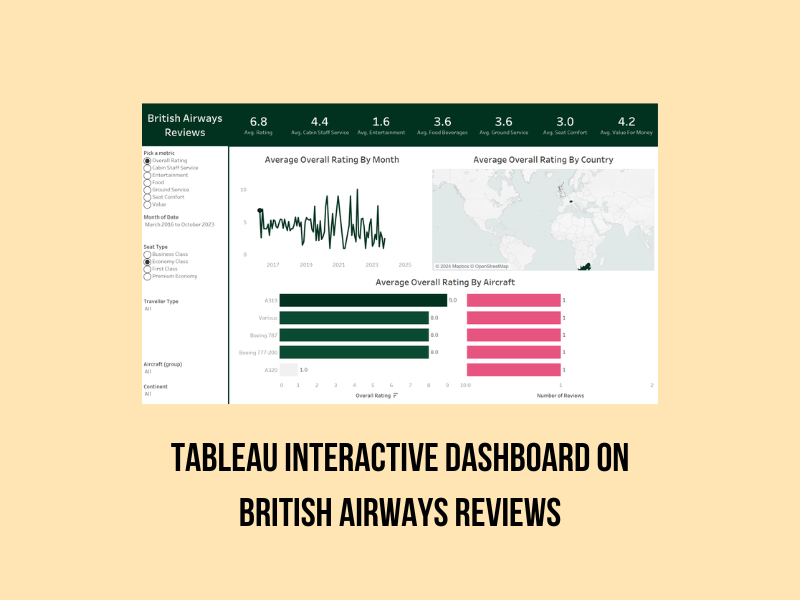 British Airways
Reviews
6.8
Avg. Rating
4.4
Avg. Cabin Staff Service
1.6
Avg. Entertainment
3.6
Avg. Food Beverages
3.6
Avg. Ground Service
3.0
Avg. Seat Comfort
4.2
Avg. Value For Money
Pick a metric
Overall Rating
Cabin Staff Service
Entertainment
Food
Ground Service
Seat Comfort
Value
Month of Date
March 2016 to October 2023
Seat Type
Business Class
Economy Class
First Class
Premium Economy
Traveller Type
All
Aircraft (group)
All
Continent
All
Average Overall Rating By Month
10
5
0
2017 2019 2021 2023 2025
Average Overall Rating By Country
© 2024 Mapbox © OpenStreetMap
Average Overall Rating By Aircraft
A319 9.0 1
Various 8.0 1
Boeing 787 8.0 1
Boeing 777-200 8.0 1
A320 1.0 1
0 1 2 3 4 5 6 7 8 9 10 0 1 2
Overall Rating
Number of Reviews
TABLEAU INTERACTIVE DASHBOARD ON
BRITISH AIRWAYS REVIEWS